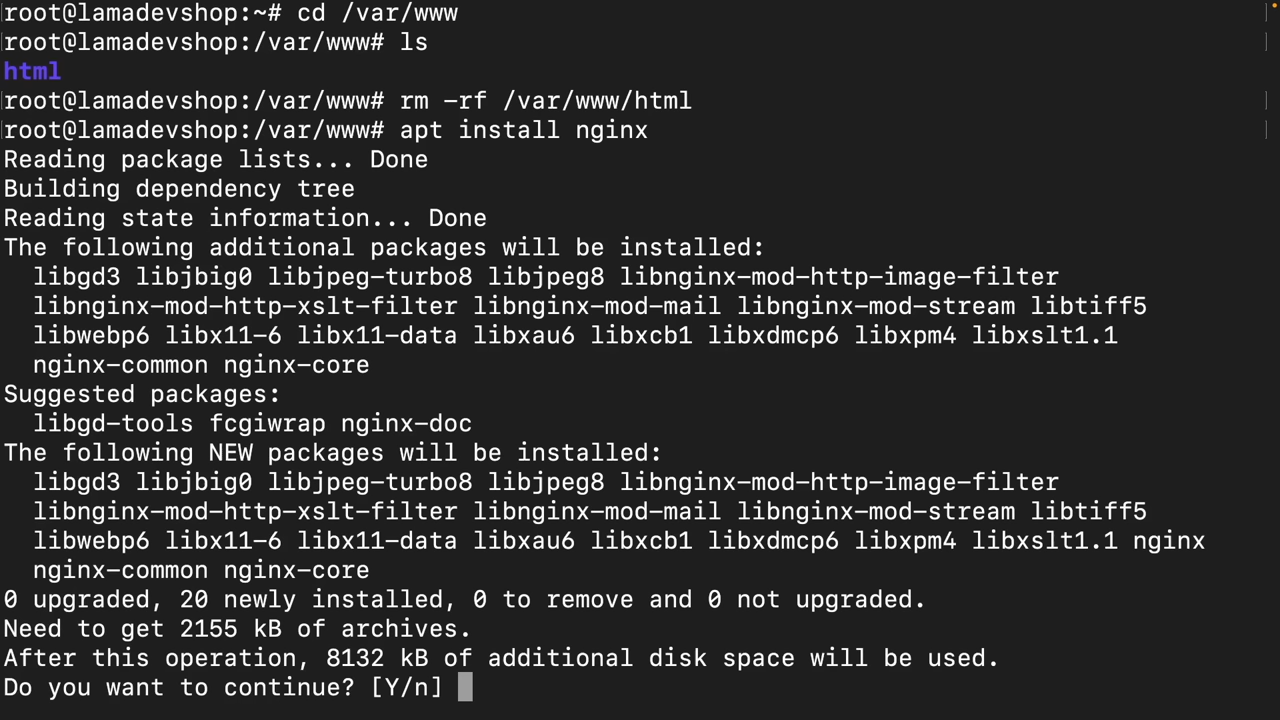 root@lamadevshop:~# cd /var/www
root@lamadevshop:/var/www# ls
html
root@lamadevshop:/var/www# rm -rf /var/www/html
root@lamadevshop:/var/www# apt install nginx
Reading package lists... Done
Building dependency tree
Reading state information... Done
The following additional packages will be installed:
  libgd3 libjbig0 libjpeg-turbo8 libjpeg8 libnginx-mod-http-image-filter
  libnginx-mod-http-xslt-filter libnginx-mod-mail libnginx-mod-stream libtiff5
  libwebp6 libx11-6 libx11-data libxau6 libxcb1 libxdmcp6 libxpm4 libxslt1.1
  nginx-common nginx-core
Suggested packages:
  libgd-tools fcgiwrap nginx-doc
The following NEW packages will be installed:
  libgd3 libjbig0 libjpeg-turbo8 libjpeg8 libnginx-mod-http-image-filter
  libnginx-mod-http-xslt-filter libnginx-mod-mail libnginx-mod-stream libtiff5
  libwebp6 libx11-6 libx11-data libxau6 libxcb1 libxdmcp6 libxpm4 libxslt1.1 nginx
  nginx-common nginx-core
0 upgraded, 20 newly installed, 0 to remove and 0 not upgraded.
Need to get 2155 kB of archives.
After this operation, 8132 kB of additional disk space will be used.
Do you want to continue? [Y/n]